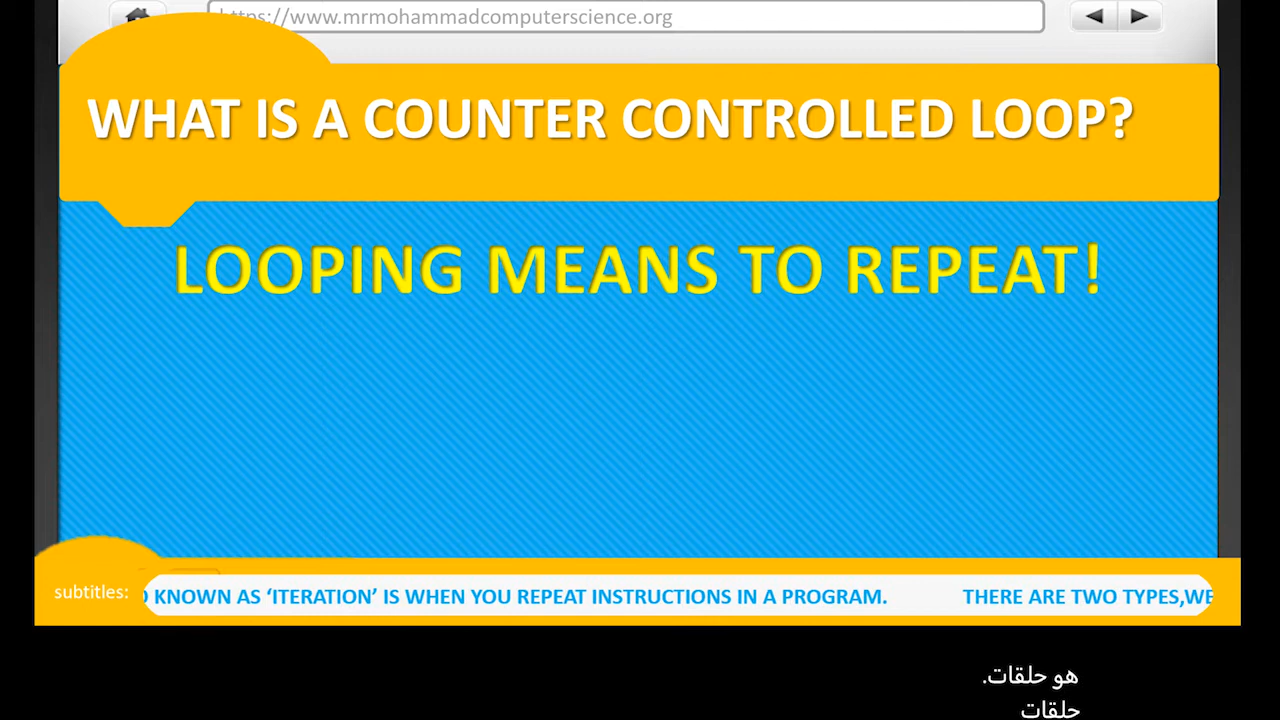 https://www.mrmohammadcomputerscience.org
WHAT IS A COUNTER CONTROLLED LOOP?
LOOPING MEANS TO REPEAT!
subtitles:
KNOWN AS ‘ITERATION’ IS WHEN YOU REPEAT INSTRUCTIONS IN A PROGRAM. THERE ARE TWO TYPES,WE
هو حلقات.
حلقات